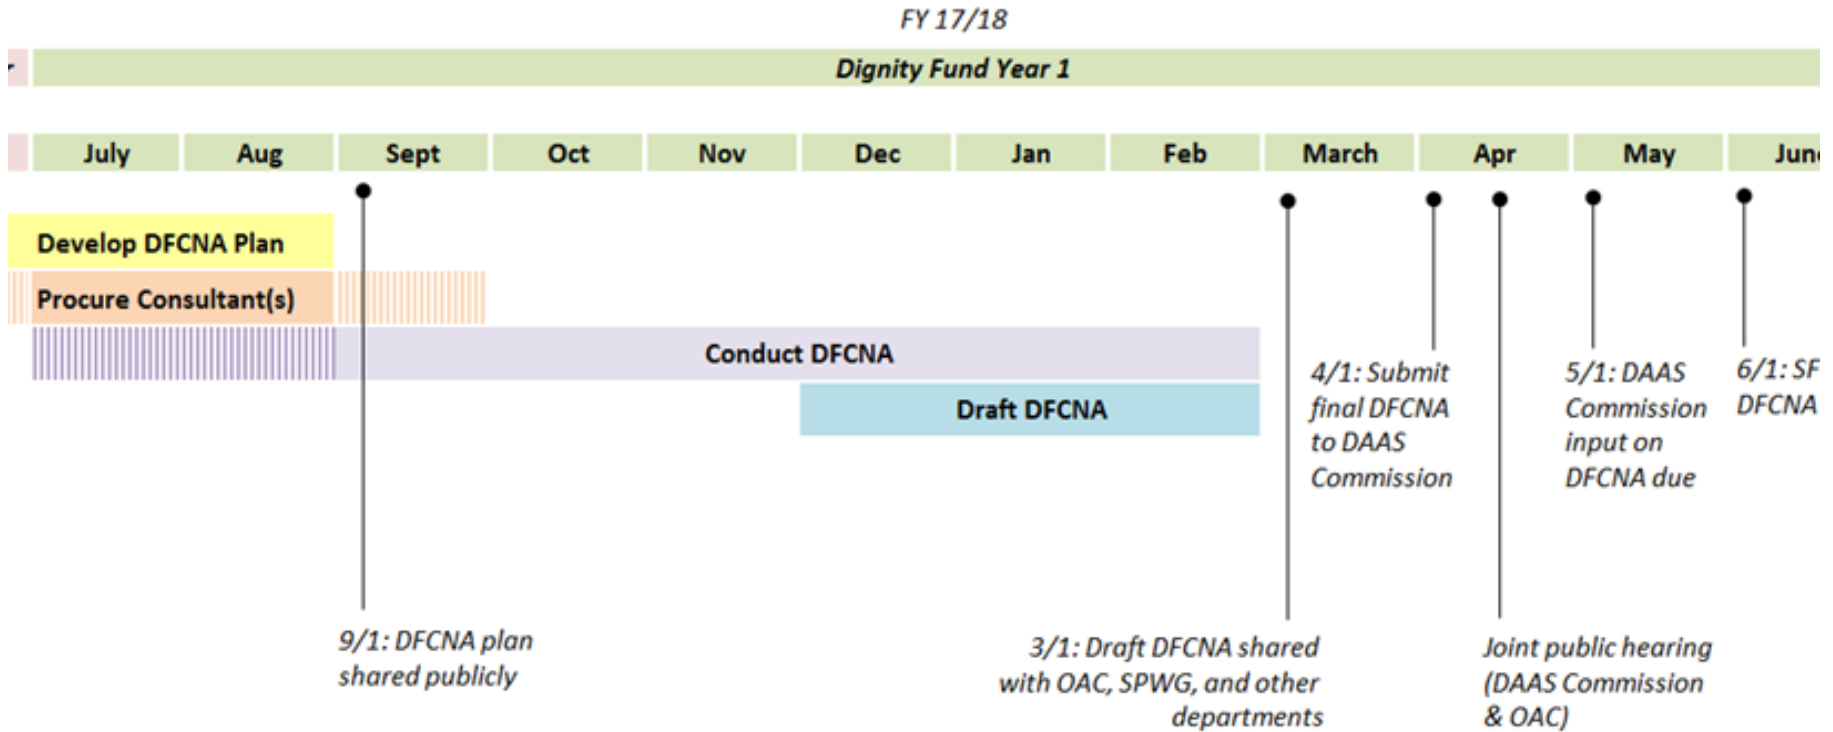 FY 17/18
Dignity Fund Year 1
July Aug Sept Oct Nov Dec Jan Feb March Apr May
Develop DFCNA Plan
Procure Consultant(s)
Conduct DFCNA
Draft DFCNA
4/1: Submit
final DFCNA
to DAAS
Commission
5/1: DAAS
Commission
input on
DFCNA due
6/1: SF
DFCNA
9/1: DFCNA plan
shared publicly
3/1: Draft DFCNA shared
with OAC, SPWG, and other
departments
Joint public hearing
(DAAS Commission
& OAC)